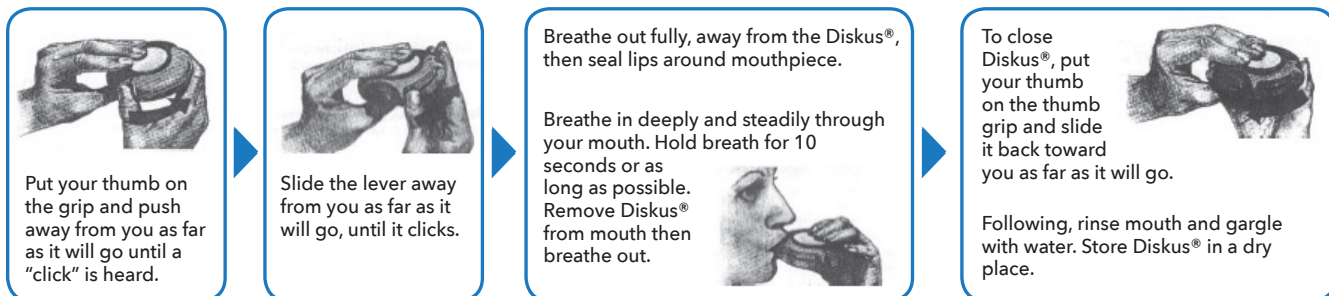 Put your thumb on
the grip and push
away from you as far
as it will go until a
“click” is heard.
Slide the lever away
from you as far as it
will go, until it clicks.
Breathe out fully, away from the Diskus®,
then seal lips around mouthpiece.
Breathe in deeply and steadily through
your mouth. Hold breath for 10
seconds or as
long as possible.
Remove Diskus®
from mouth then
breathe out.
To close
Diskus®, put
your thumb
on the thumb
grip and slide
it back toward
you as far as it will go.
Following, rinse mouth and gargle
with water. Store Diskus® in a dry
place.